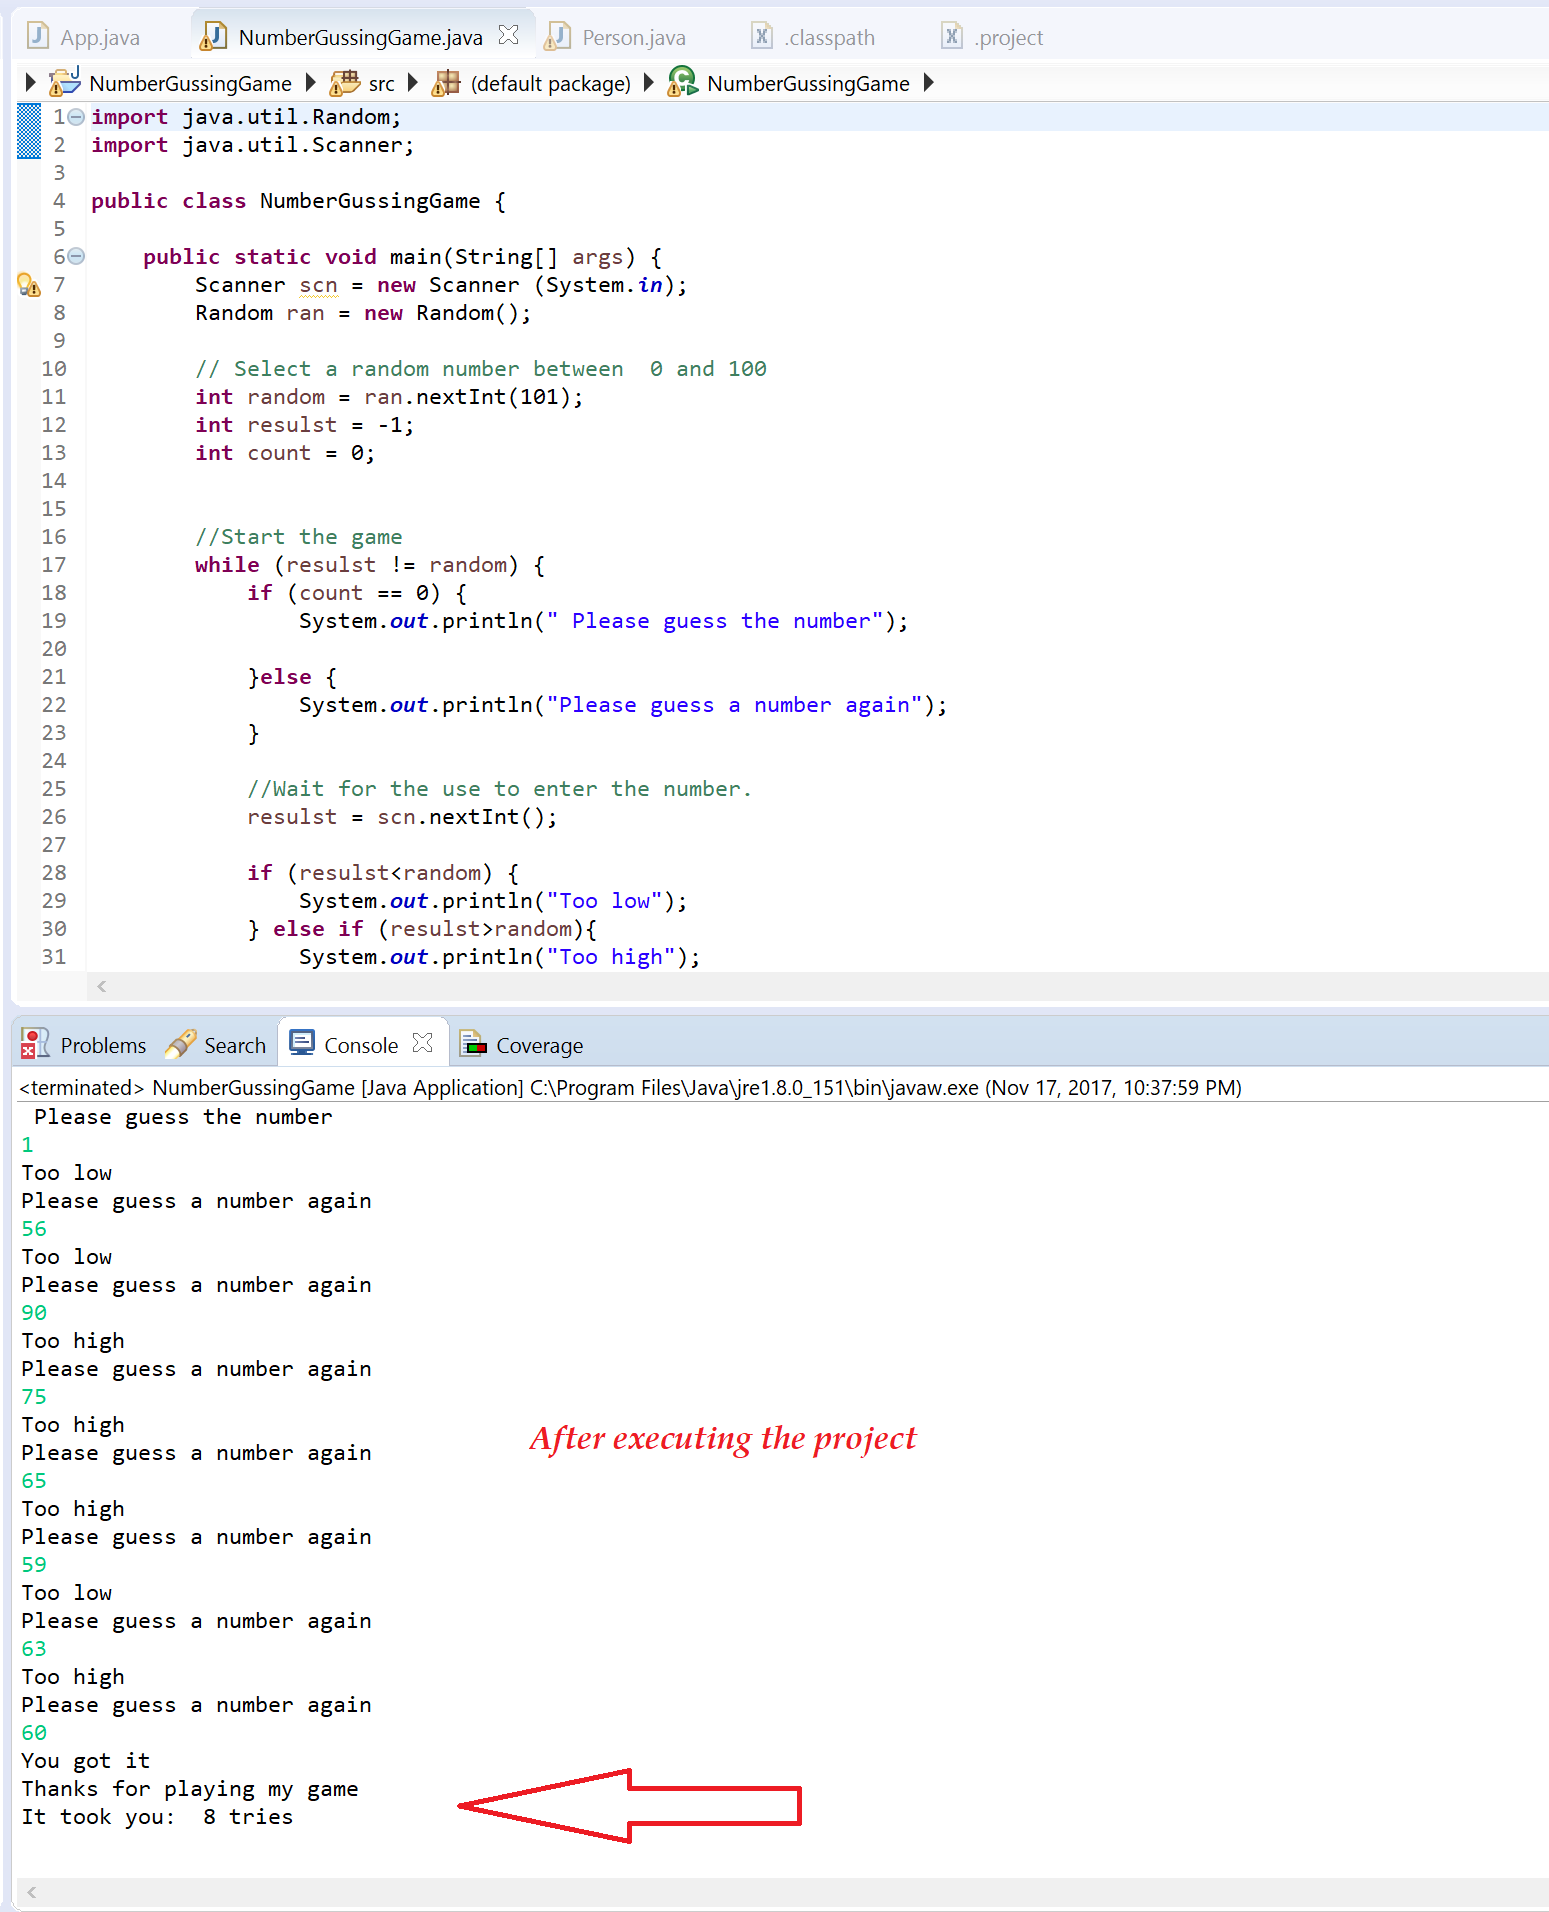 App.java NumberGussingGame.java Person.java .classpath .project
NumberGussingGame src (default package) NumberGussingGame
1 import java.util.Random;
2 import java.util.Scanner;
3
4 public class NumberGussingGame {
5
6 public static void main(String[] args) {
7 Scanner scn = new Scanner (System.in);
8 Random ran = new Random();
9
10 // Select a random number between  0 and 100
11 int random = ran.nextInt(101);
12 int resulst = -1;
13 int count = 0;
14
15
16 //Start the game
17 while (resulst != random) {
18 if (count == 0) {
19 System.out.println(" Please guess the number");
20
21 }else {
22 System.out.println("Please guess a number again");
23 }
24
25 //Wait for the use to enter the number.
26 resulst = scn.nextInt();
27
28 if (resulst<random) {
29 System.out.println("Too low");
30 } else if (resulst>random){
31 System.out.println("Too high");
Problems Search Console Coverage
<terminated> NumberGussingGame [Java Application] C:\Program Files\Java\jre1.8.0_151\bin\javaw.exe (Nov 17, 2017, 10:37:59 PM)
Please guess the number
1
Too low
Please guess a number again
56
Too low
Please guess a number again
90
Too high
Please guess a number again
75
Too high
After executing the project
Please guess a number again
65
Too high
Please guess a number again
59
Too low
Please guess a number again
63
Too high
Please guess a number again
60
You got it
Thanks for playing my game
It took you:  8 tries